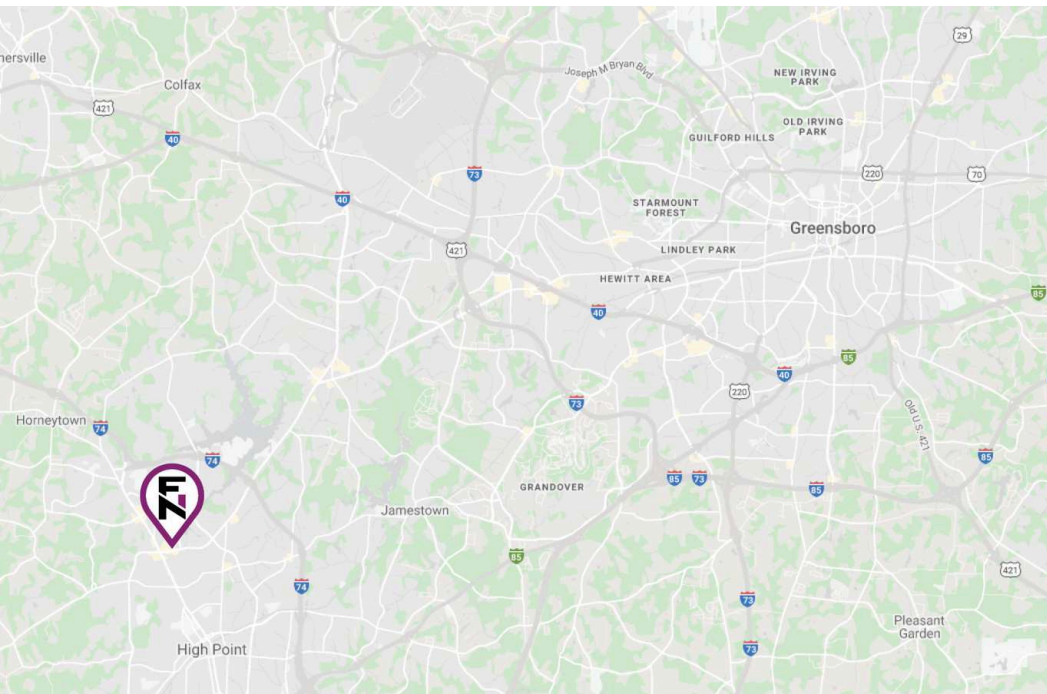 29
nersville
Colfax
Joseph M Bryan Blvd
NEW IRVING
PARK
421
OLD IRVING
PARK
40
GUILFORD HILLS
73
220
70
40
STARMOUNT
FOREST
Greensboro
421
LINDLEY PARK
HEWITT AREA
85
40
85
40
220
73
Horneytown
74
Old U.S. 421
74
85
85
73
GRANDOVER
85
FN
Jamestown
85
421
74
73
Pleasant
Garden
High Point
73